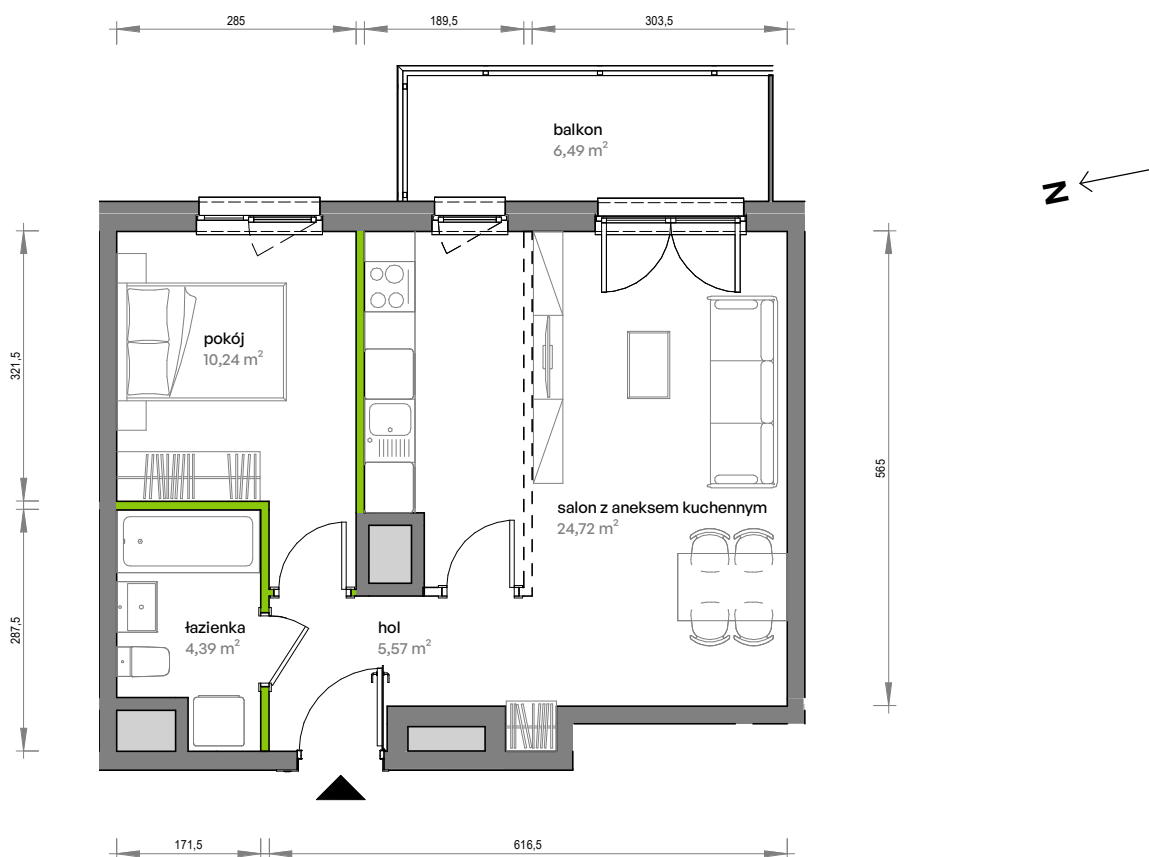 285
189,5
303,5
balkon
6,49 m²
N
pokój
10,24 m²
321,5
565
salon z aneksem kuchennym
24,72 m²
łazienka
4,39 m²
hol
5,57 m²
287,5
171,5
616,5